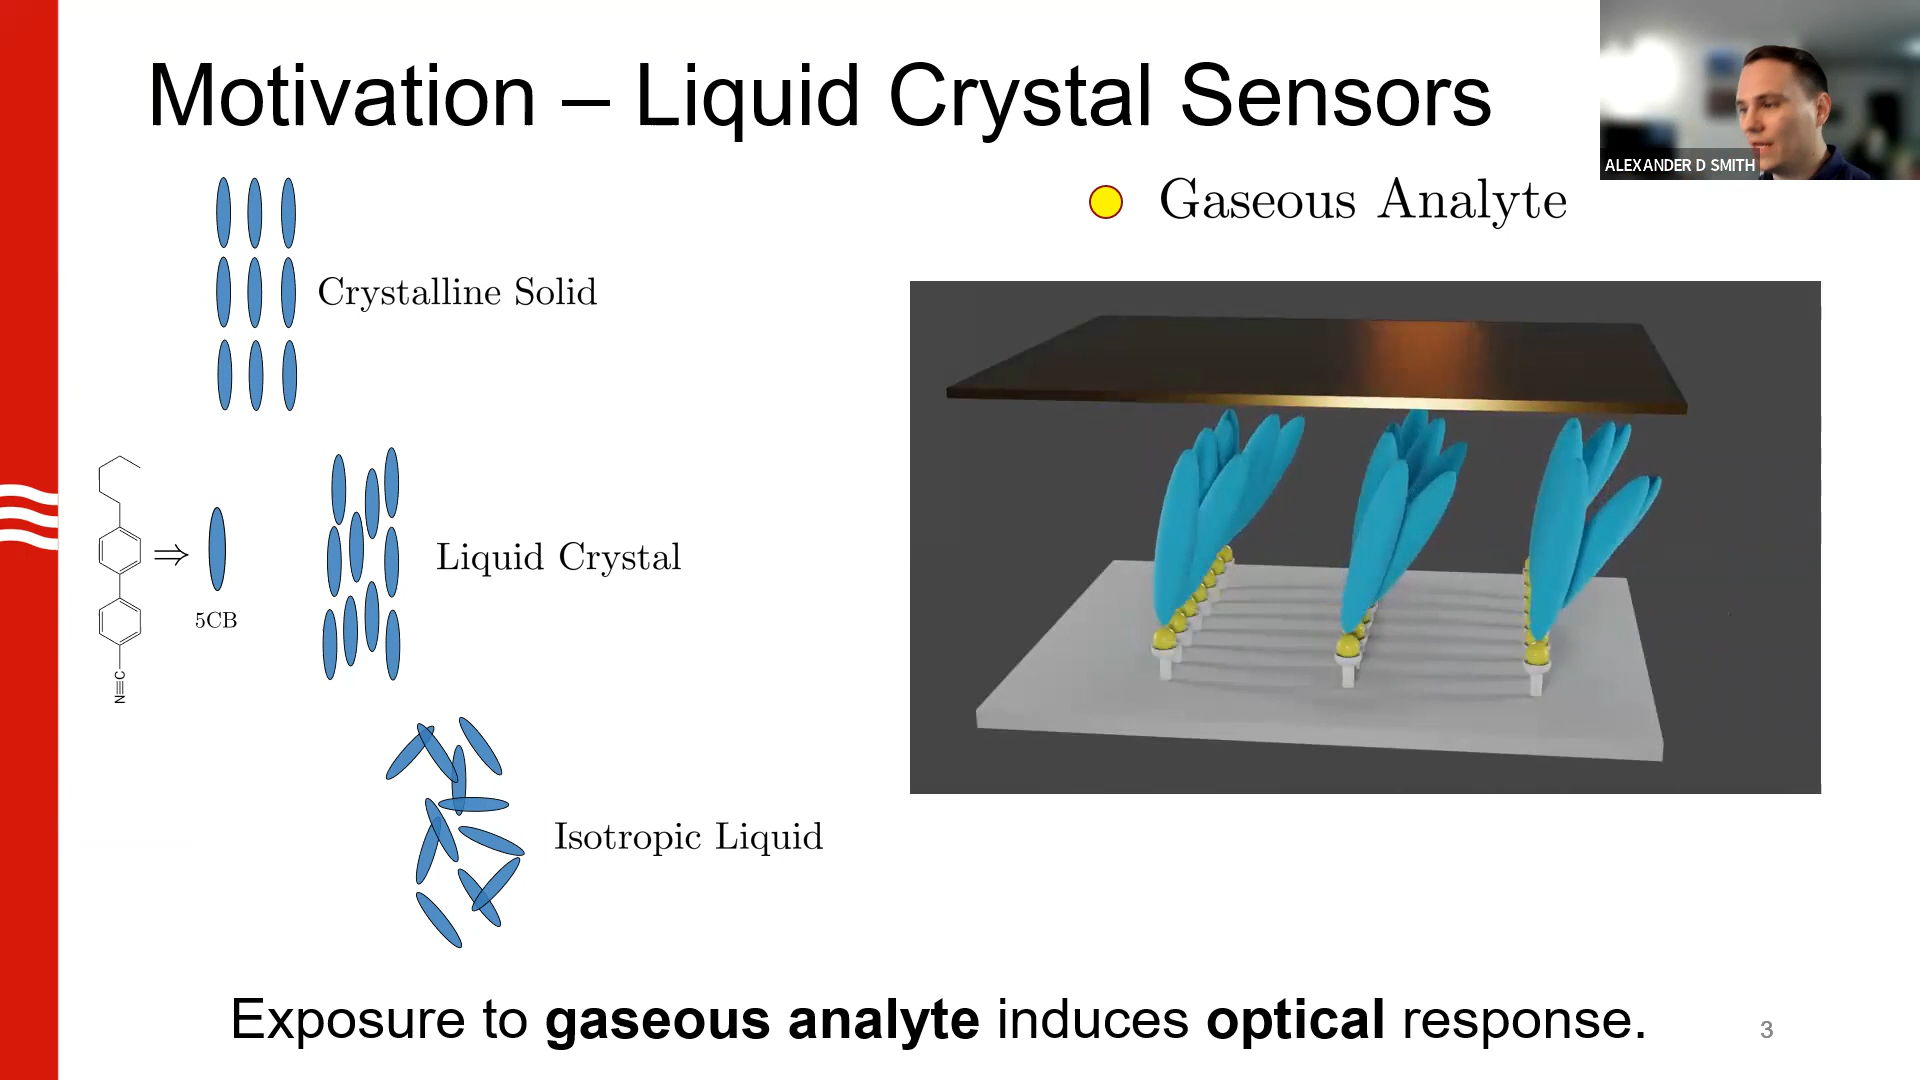 Motivation – Liquid Crystal Sensors
ALEXANDER D SMITH
Gaseous Analyte
Crystalline Solid
Liquid Crystal
5CB
C
N
Isotropic Liquid
Exposure to gaseous analyte induces optical response.
3